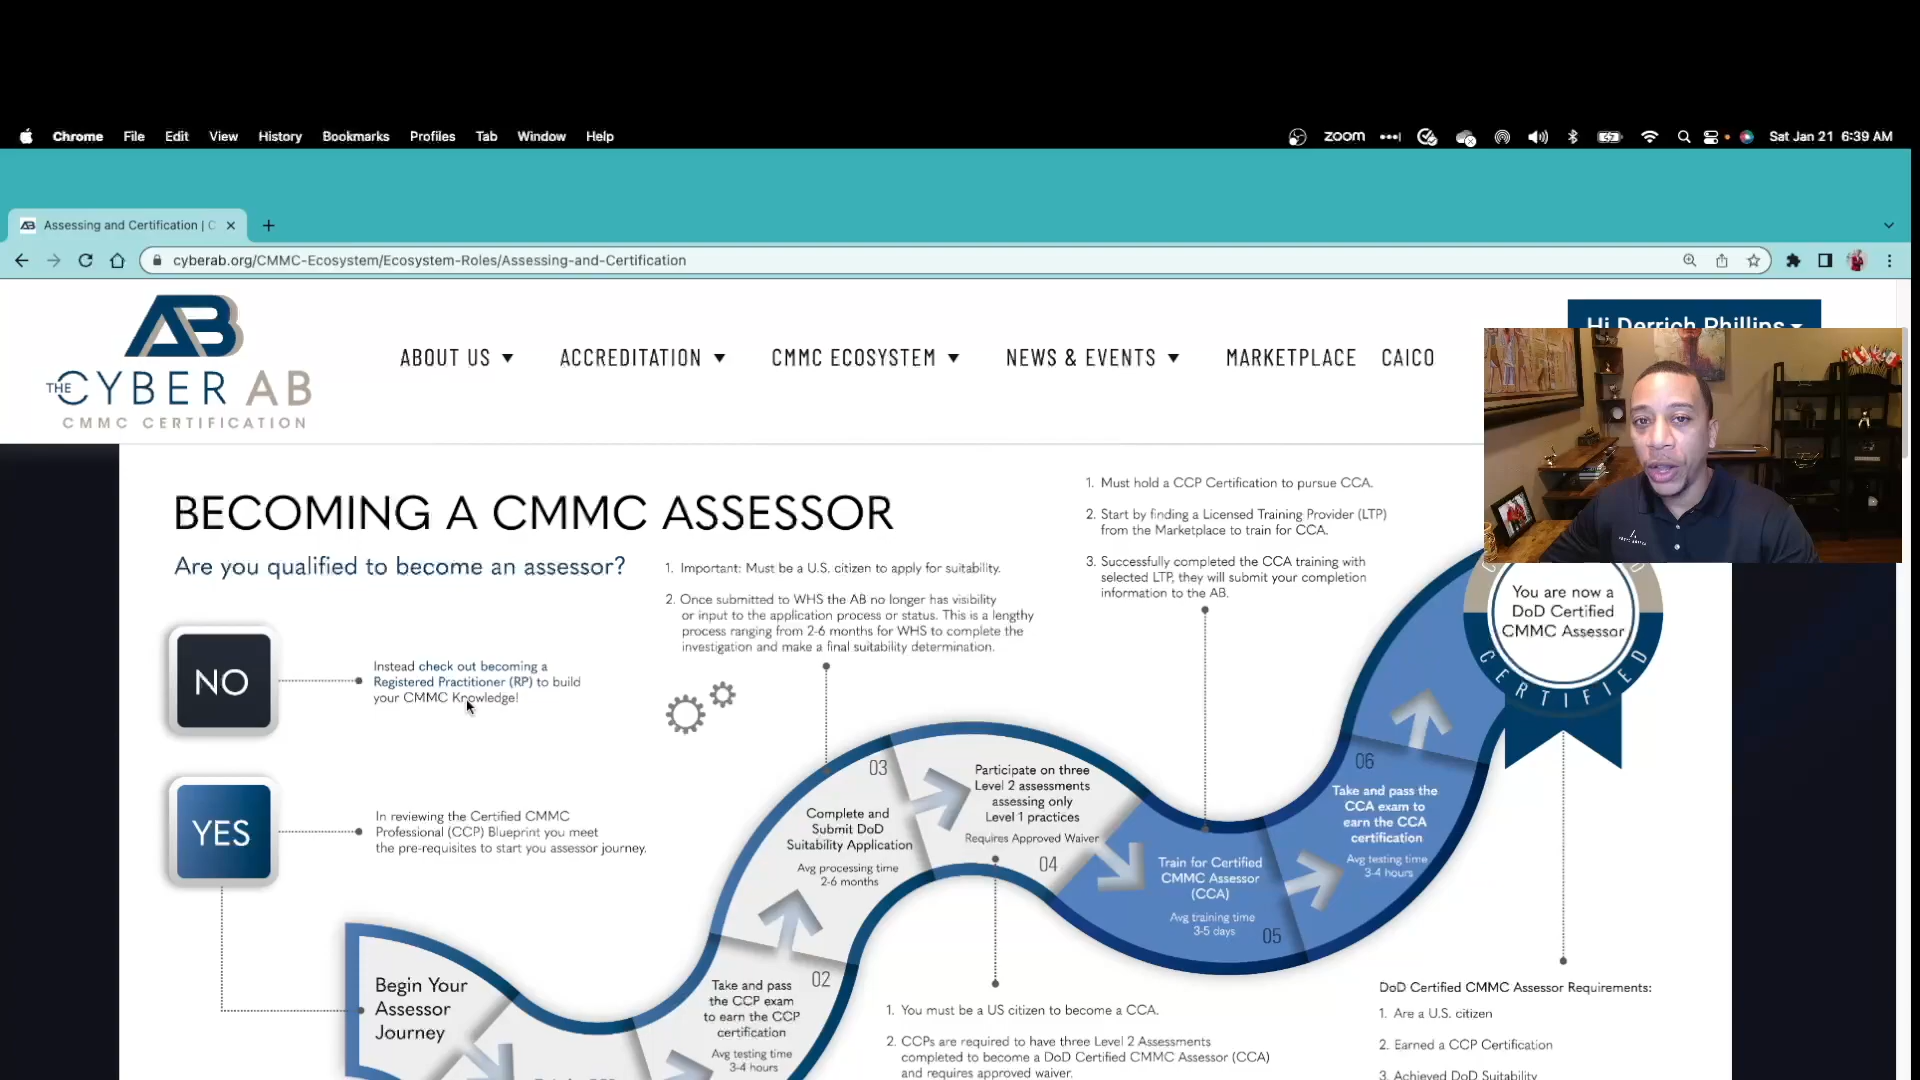 Chrome File Edit View History Bookmarks Profiles Tab Window Help
zoom
Sat Jan 21 6:39 AM
Assessing and Certification | C
cyberab.org/CMMC-Ecosystem/Ecosystem-Roles/Assessing-and-Certification
AB
THE CYBER AB
CMMC CERTIFICATION
ABOUT US
ACCREDITATION
CMMC ECOSYSTEM
NEWS & EVENTS
MARKETPLACE
CAICO
Hi Derrich Phillips
BECOMING A CMMC ASSESSOR
Are you qualified to become an assessor?
NO
Instead check out becoming a
Registered Practitioner (RP) to build
your CMMC Knowledge!
YES
In reviewing the Certified CMMC
Professional (CCP) Blueprint you meet
the pre-requisites to start you assessor journey.
1. Important: Must be a U.S. citizen to apply for suitability.
2. Once submitted to WHS the AB no longer has visibility
or input to the application process or status. This is a lengthy
process ranging from 2-6 months for WHS to complete the
investigation and make a final suitability determination.
1. Must hold a CCP Certification to pursue CCA.
2. Start by finding a Licensed Training Provider (LTP)
from the Marketplace to train for CCA.
3. Successfully completed the CCA training with
selected LTP, they will submit your completion
information to the AB.
Begin Your
Assessor
Journey
02
Take and pass
the CCP exam
to earn the CCP
certification
Avg testing time
3-4 hours
03
Complete and
Submit DoD
Suitability Application
Avg processing time
2-6 months
Participate on three
Level 2 assessments
assessing only
Level 1 practices
Requires Approved Waiver
04
Train for Certified
CMMC Assessor
(CCA)
Avg training time
3-5 days
05
06
Take and pass the
CCA exam to
earn the CCA
certification
Avg testing time
3-4 hours
You are now a
DoD Certified
CMMC Assessor
CERTIFIED
1. You must be a US citizen to become a CCA.
2. CCPs are required to have three Level 2 Assessments
completed to become a DoD Certified CMMC Assessor (CCA)
and requires approved waiver.
DoD Certified CMMC Assessor Requirements:
1. Are a U.S. citizen
2. Earned a CCP Certification
3. Achieved DoD Suitability